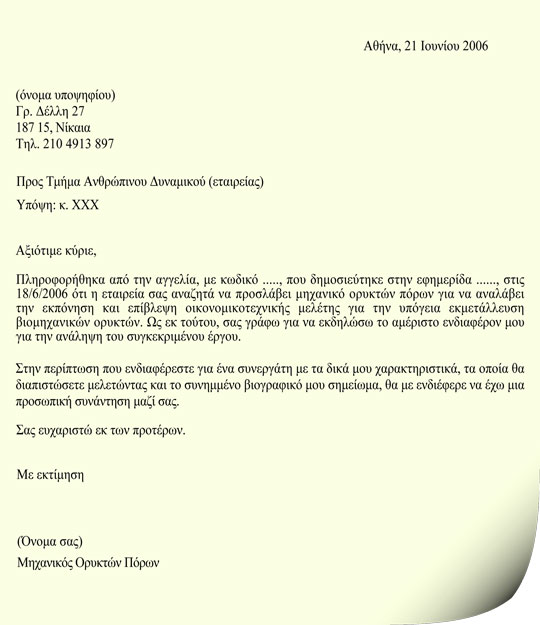 Αθήνα, 21 Ιουνίου 2006
(όνομα υποψηφίου)
Γρ. Δέλλη 27
187 15, Νίκαια
Τηλ. 210 4913 897
Προς Τμήμα Ανθρώπινου Δυναμικού (εταιρείας)
Υπόψη: κ. ΧΧΧ
Αξιότιμε κύριε,
Πληροφορήθηκα από την αγγελία, με κωδικό ....., που δημοσιεύτηκε στην εφημερίδα ......, στις
18/6/2006 ότι η εταιρεία σας αναζητά να προσλάβει μηχανικό ορυκτών πόρων για να αναλάβει
την εκπόνηση και επίβλεψη οικονομικοτεχνικής μελέτης για την υπόγεια εκμετάλλευση
βιομηχανικών ορυκτών. Ως εκ τούτου, σας γράφω για να εκδηλώσω το αμέριστο ενδιαφέρον μου
για την ανάληψη του συγκεκριμένου έργου.
Στην περίπτωση που ενδιαφέρεστε για ένα συνεργάτη με τα δικά μου χαρακτηριστικά, τα οποία θα
διαπιστώσετε μελετώντας και το συνημμένο βιογραφικό μου σημείωμα, θα με ενδιέφερε να έχω μια
προσωπική συνάντηση μαζί σας.
Σας ευχαριστώ εκ των προτέρων.
Με εκτίμηση
(Όνομα σας)
Μηχανικός Ορυκτών Πόρων